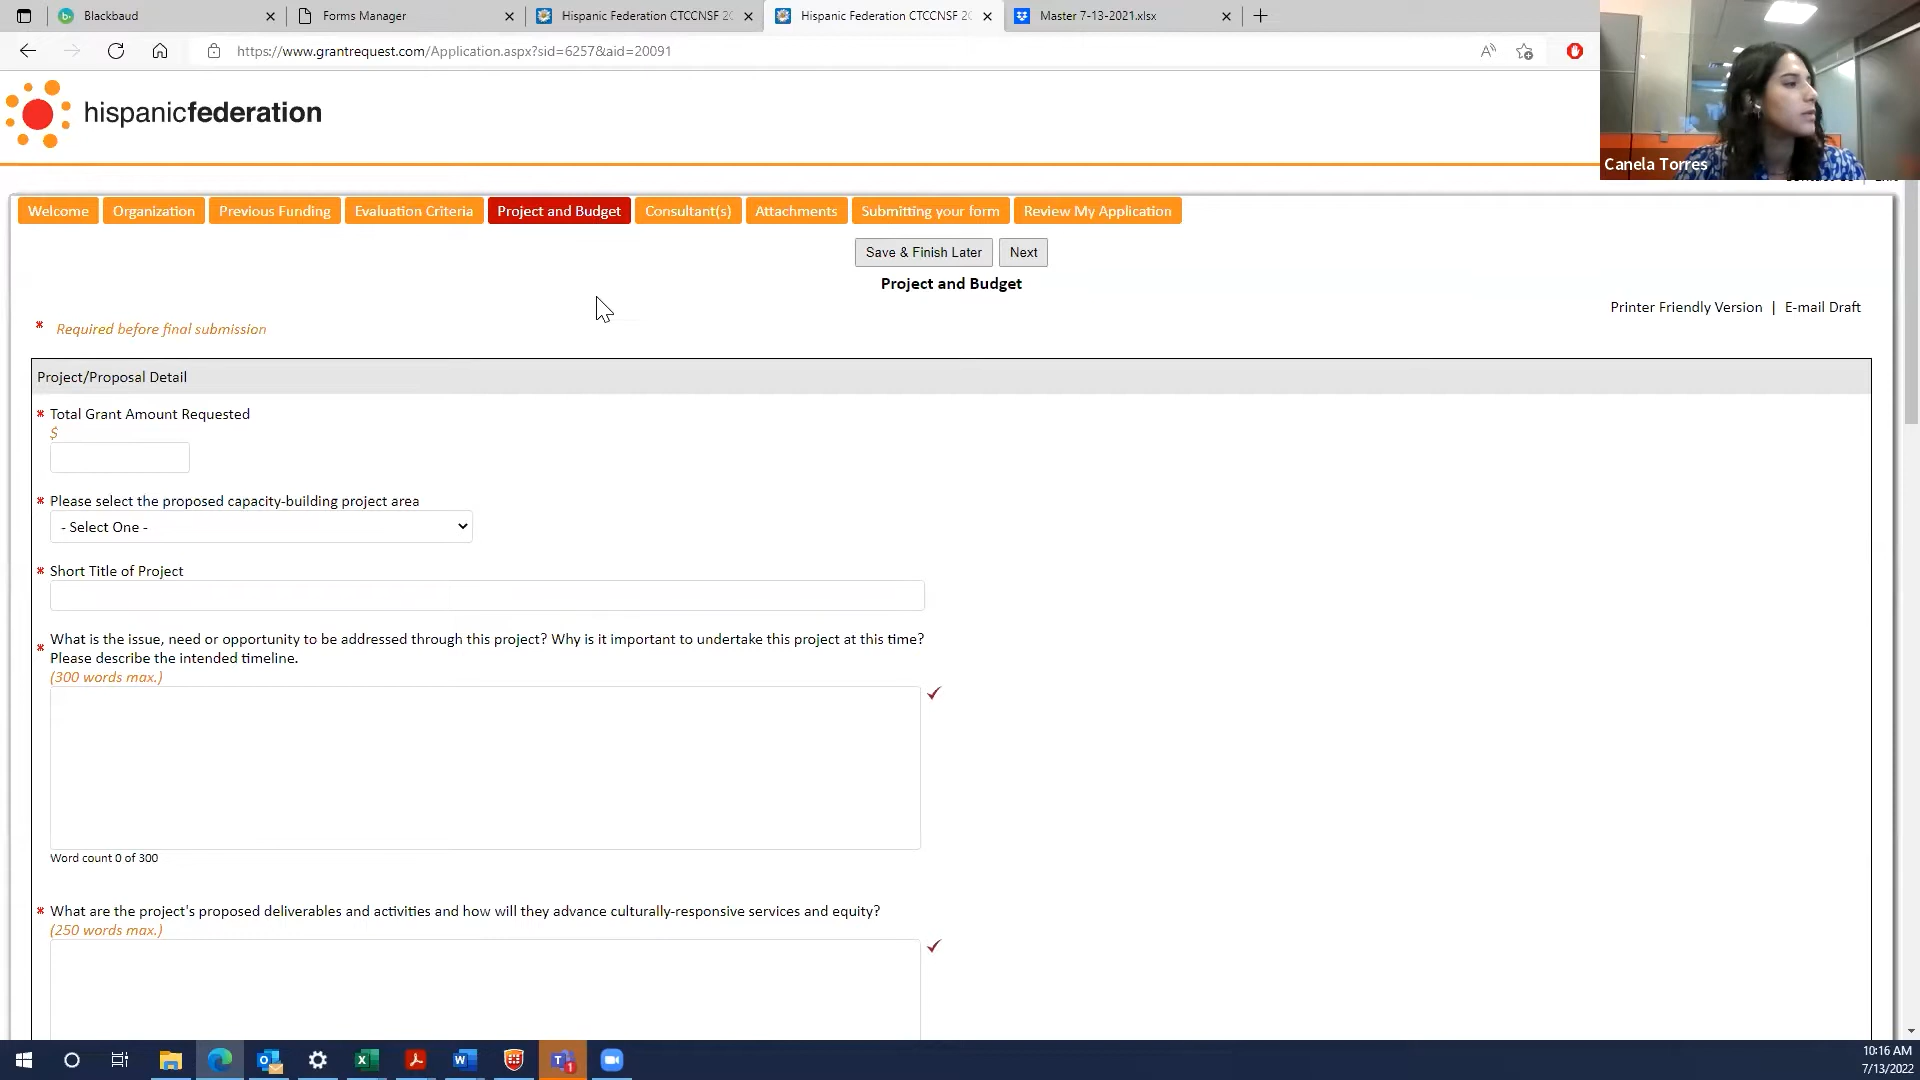 Blackbaud
Forms Manager
Hispanic Federation CTCCNSF 20
Hispanic Federation CTCCNSF 20
Master 7-13-2021.xlsx
https://www.grantrequest.com/Application.aspx?sid=6257&aid=20091
hispanicfederation
Canela Torres
Welcome
Organization
Previous Funding
Evaluation Criteria
Project and Budget
Consultant(s)
Attachments
Submitting your form
Review My Application
Save & Finish Later
Next
Project and Budget
Printer Friendly Version | E-mail Draft
* Required before final submission
Project/Proposal Detail
* Total Grant Amount Requested
$
* Please select the proposed capacity-building project area
- Select One -
* Short Title of Project
* What is the issue, need or opportunity to be addressed through this project? Why is it important to undertake this project at this time?
Please describe the intended timeline.
(300 words max.)
Word count 0 of 300
* What are the project's proposed deliverables and activities and how will they advance culturally-responsive services and equity?
(250 words max.)
10:16 AM
7/13/2022